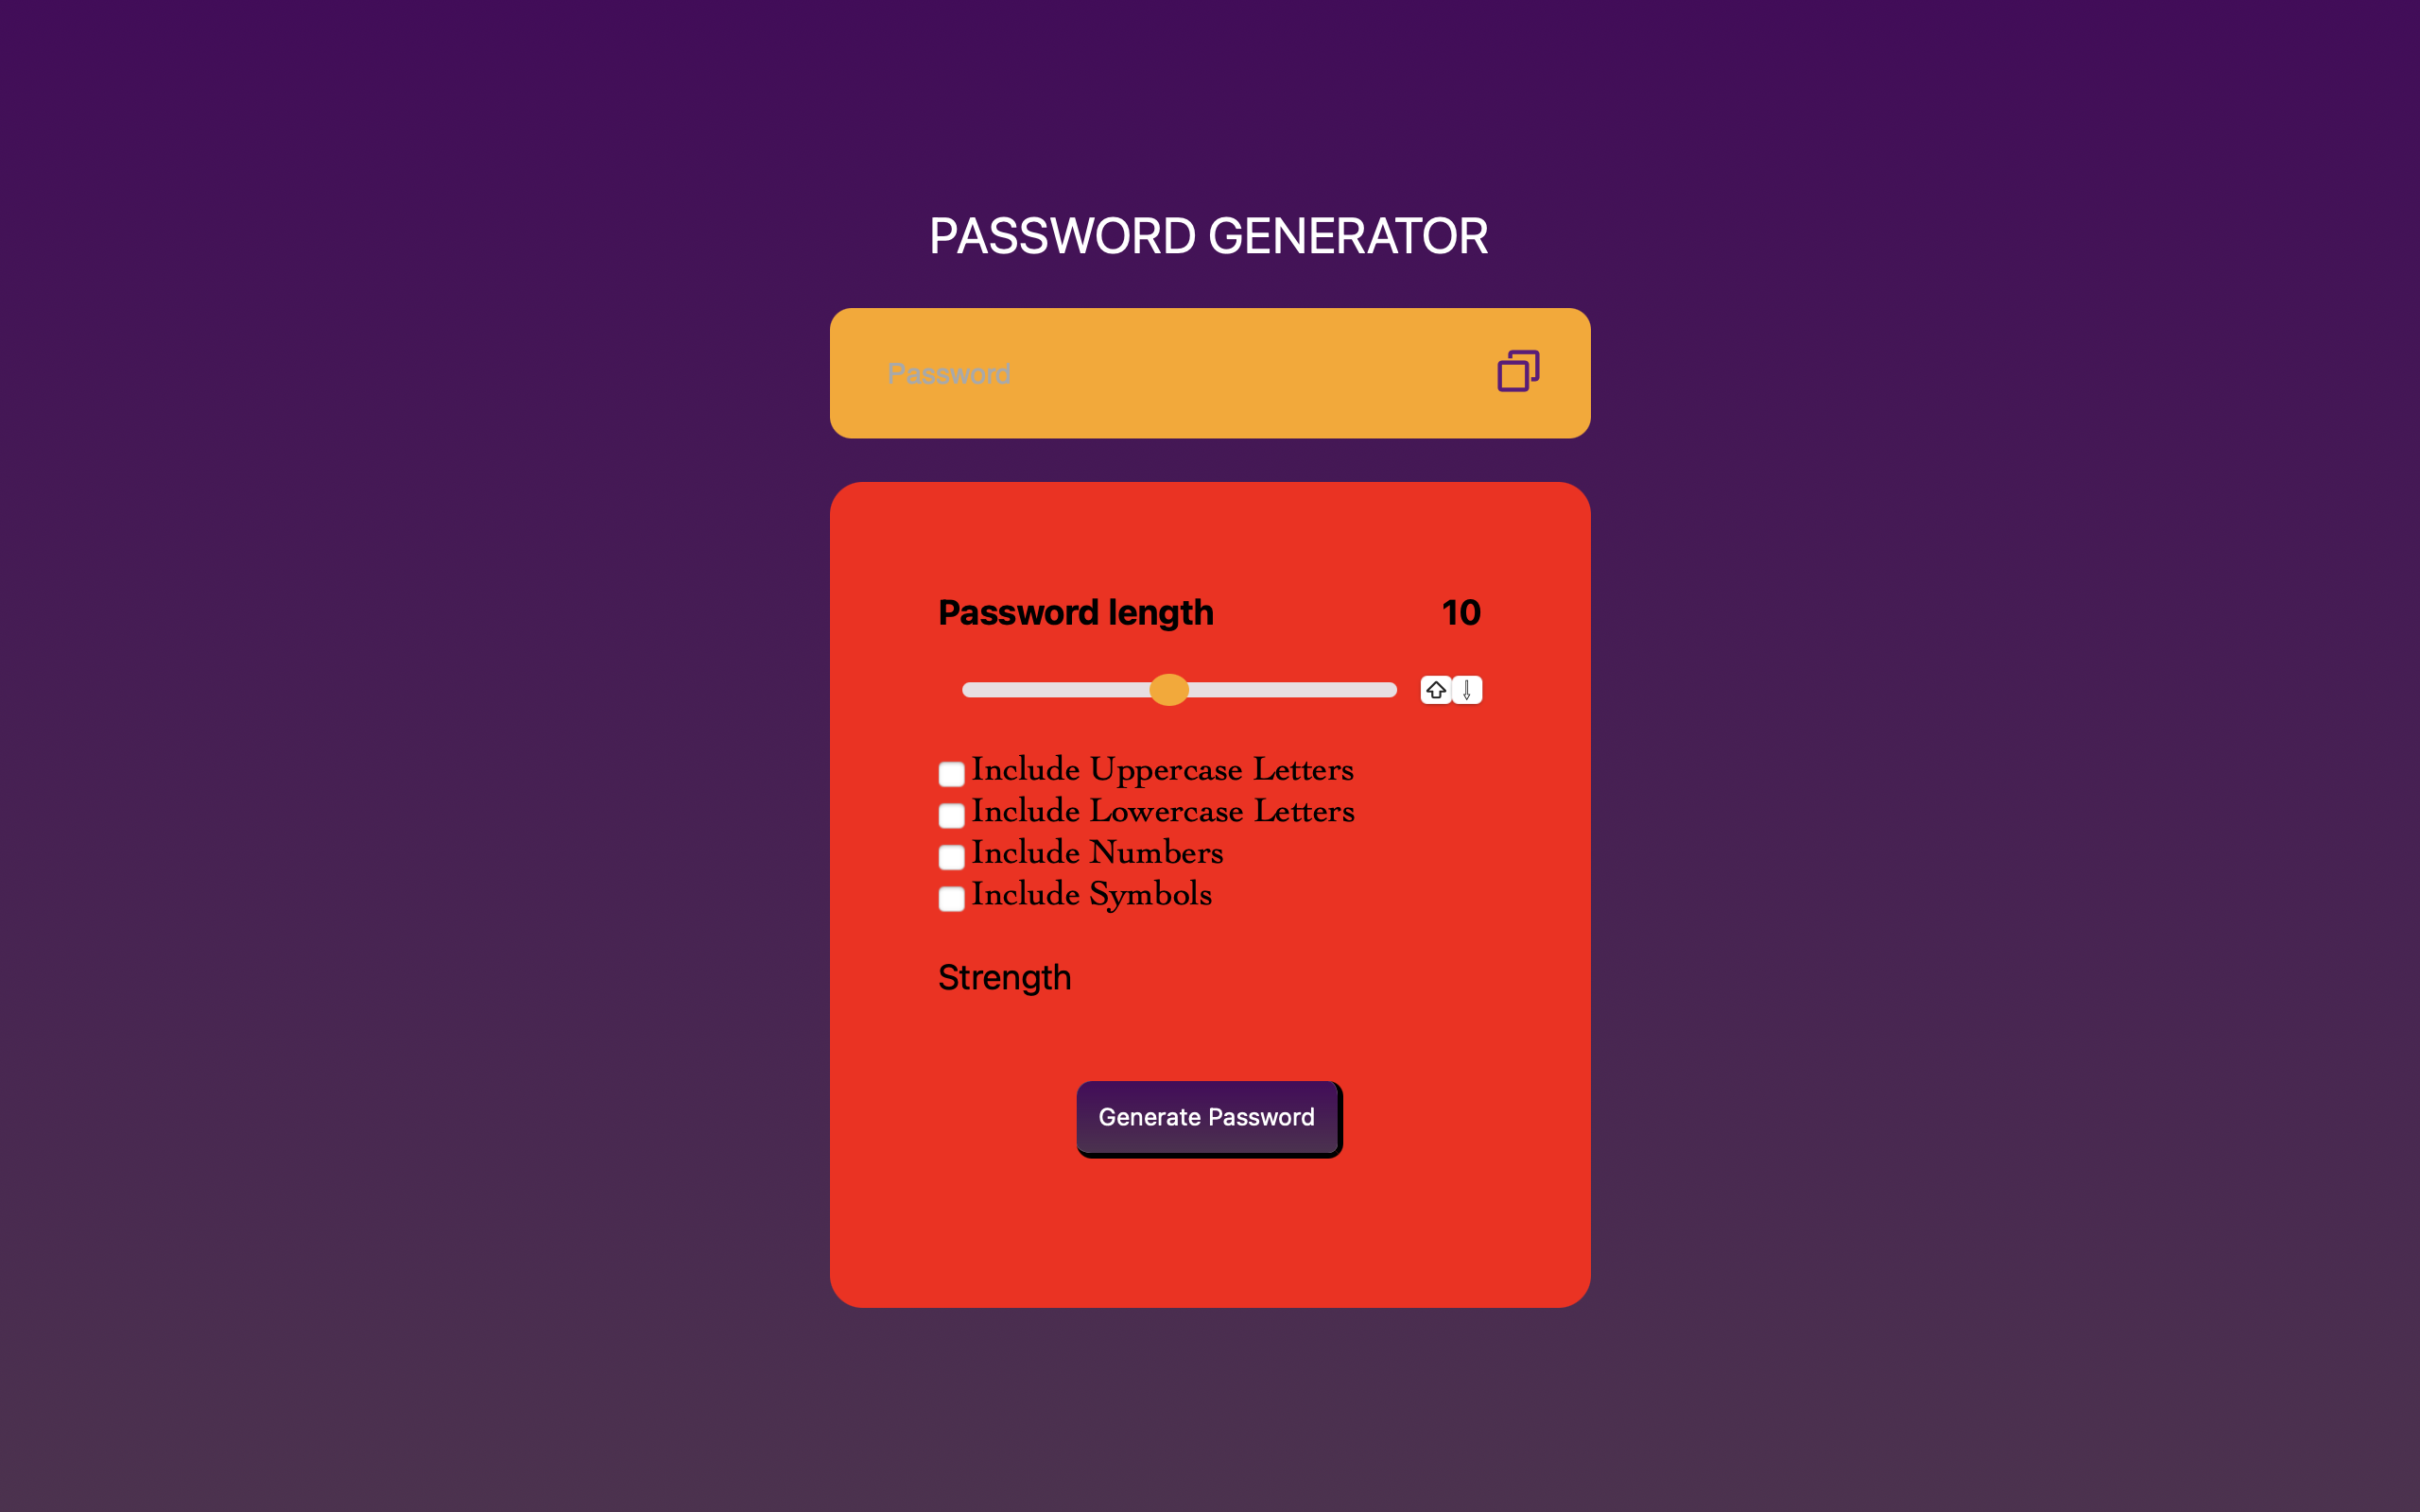 PASSWORD GENERATOR
Password
Password length 10
Include Uppercase Letters
Include Lowercase Letters
Include Numbers
Include Symbols
Strength
Generate Password